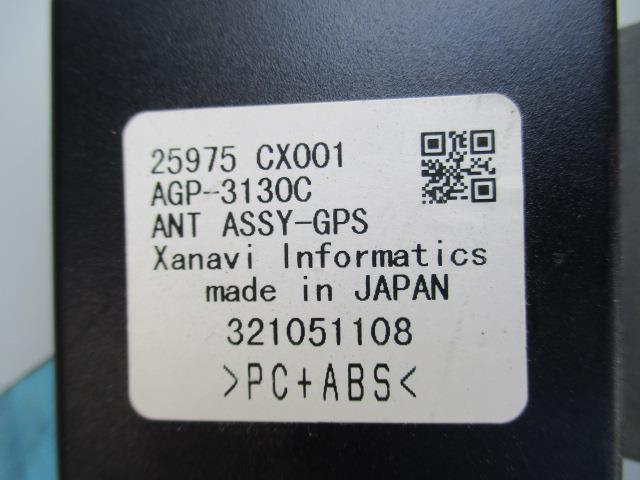 25975 CX001
AGP-3130C
ANT ASSY-GPS
Xanavi Informatics
made in JAPAN
321051108
>PC+ABS<